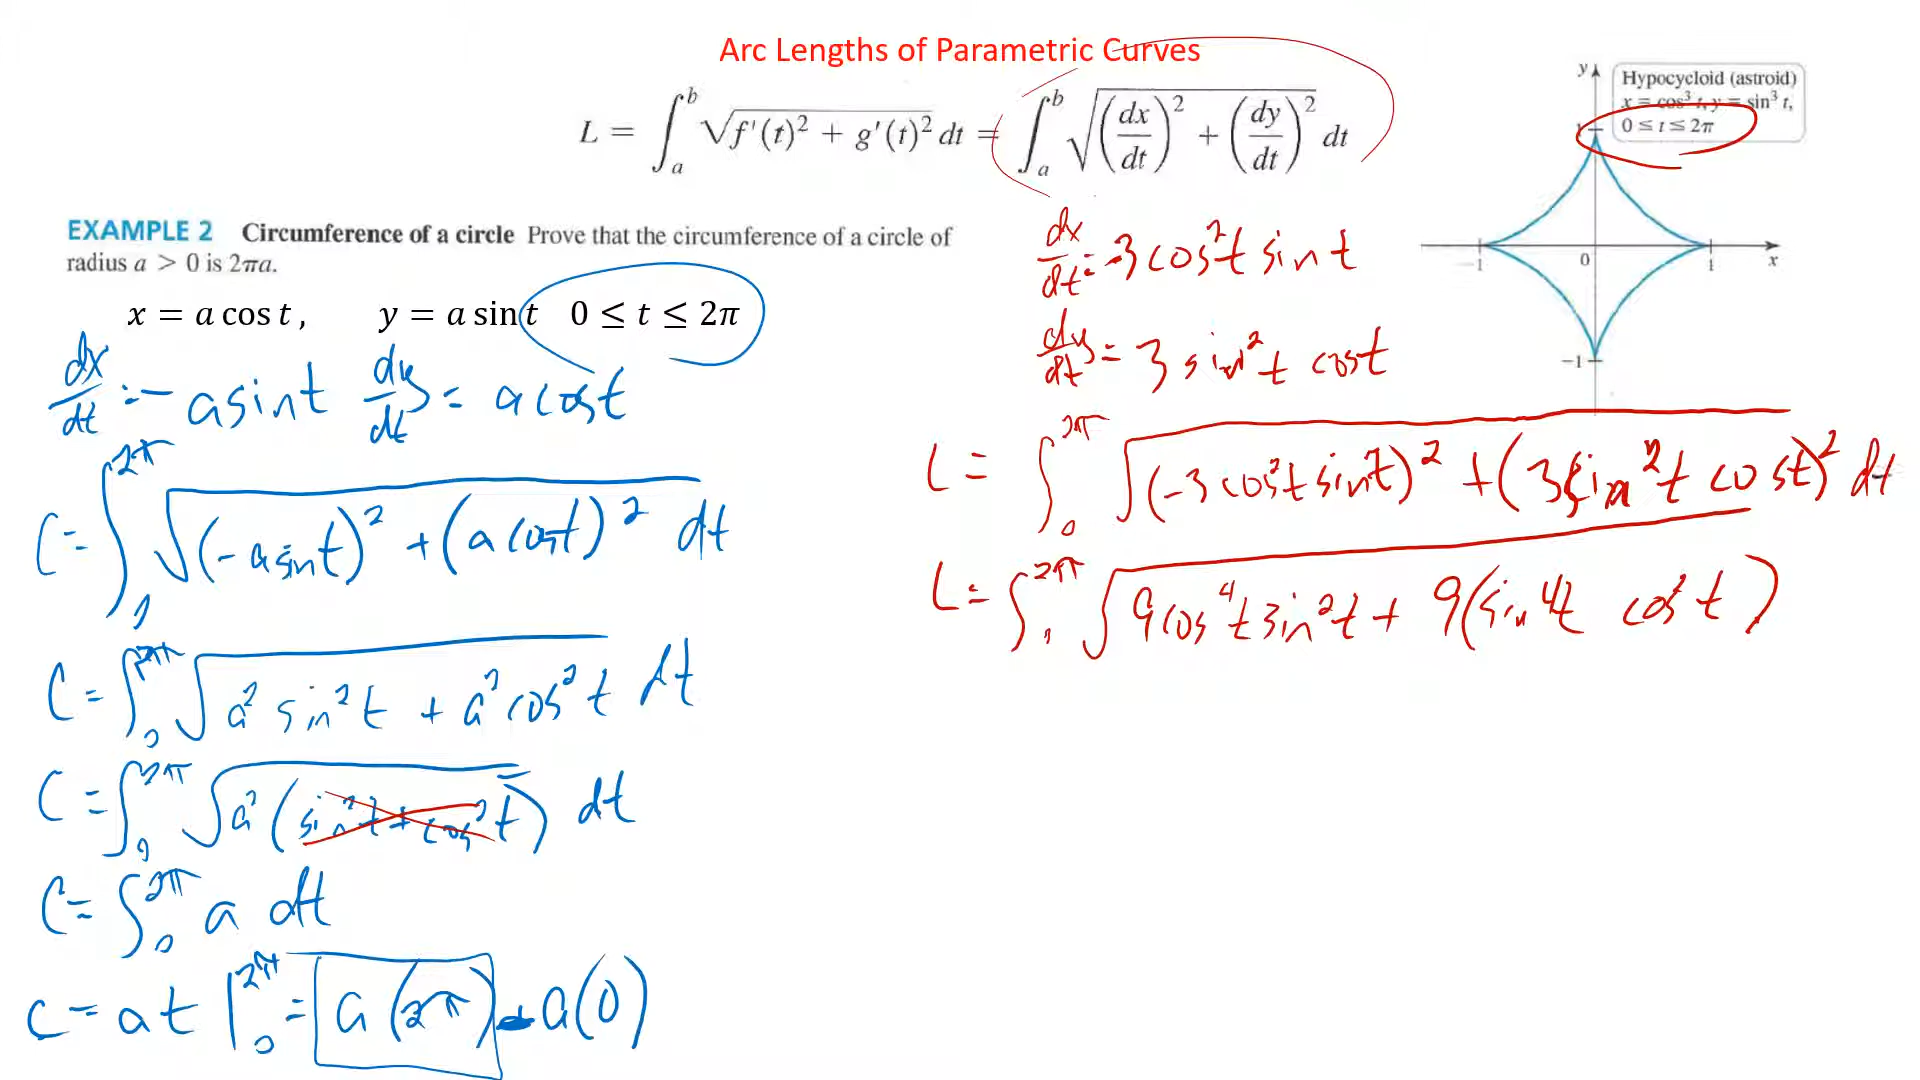 Arc Lengths of Parametric Curves
L = ∫_a^b √(f'(t)² + g'(t)²) dt = ∫_a^b √((dx/dt)² + (dy/dt)²) dt
EXAMPLE 2 Circumference of a circle Prove that the circumference of a circle of
radius a > 0 is 2πa.
x = a cos t, y = a sin t 0 ≤ t ≤ 2π
dx/dt = -a sin t dy/dt = a cos t
C = ∫_0^2π √((-a sin t)² + (a cos t)²) dt
C = ∫_0^2π √(a² sin² t + a² cos² t) dt
C = ∫_0^2π √(a² (sin² t + cos² t)) dt
C = ∫_0^2π a dt
C = at |_0^2π = a(2π) - a(0)
y
Hypocycloid (astroid)
x = cos³ t, y = sin³ t,
0 ≤ t ≤ 2π
1
-1 0 1 x
-1
dx/dt = -3 cos² t sin t
dy/dt = 3 sin² t cos t
L = ∫_0^2π √((-3 cos² t sin t)² + (3 sin² t cos t)²) dt
L = ∫_0^2π √(9 cos⁴ t sin² t + 9(sin⁴ t cos² t)